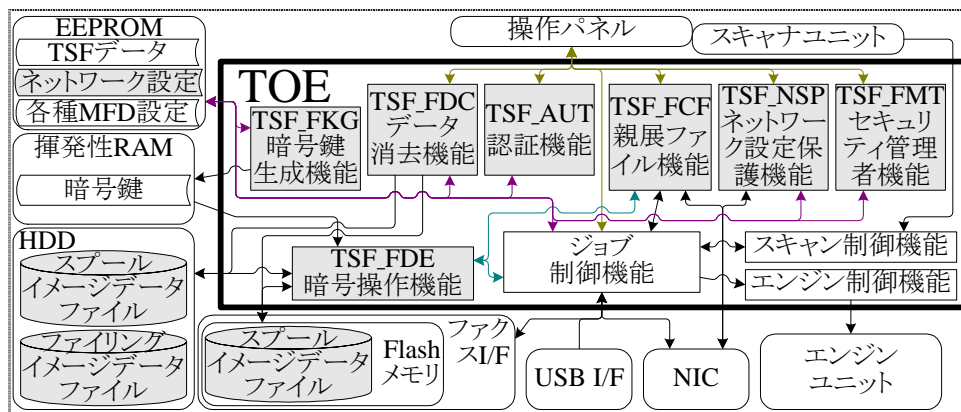 EEPROM
TSFデータ
ネットワーク設定
各種MFD設定
揮発性RAM
暗号鍵
HDD
スプール
イメージデータ
ファイル
ファイリング
イメージデータ
ファイル
操作パネル
スキャナユニット
TOE
TSF_FKG
暗号鍵
生成機能
TSF_FDC
データ
消去機能
TSF_AUT
認証機能
TSF_FCF
親展ファ
イル機能
TSF_NSP
ネットワー
ク設定保
護機能
TSF_FMT
セキュリ
ティ管理
者機能
TSF_FDE
暗号操作機能
ジョブ
制御機能
スキャン制御機能
エンジン制御機能
スプール
イメージデータ
ファイル
Flash
メモリ
ファク
スI/F
USB I/F
NIC
エンジン
ユニット